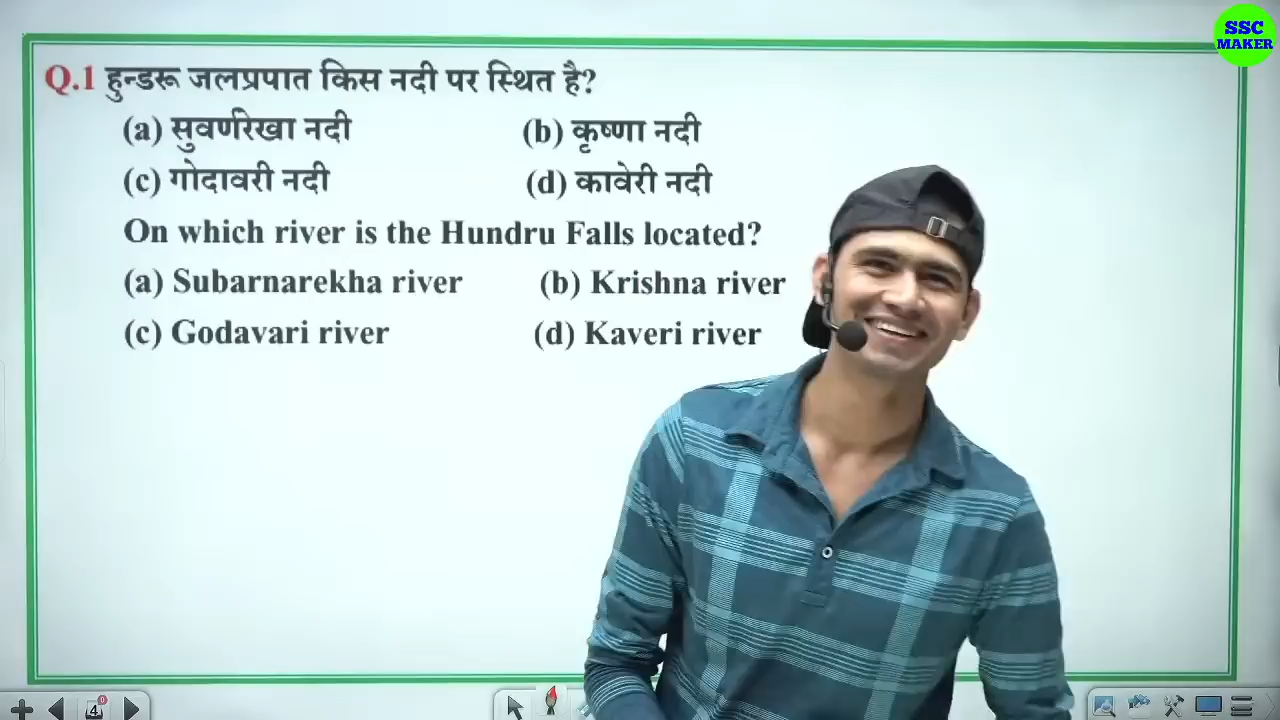 SSC
MAKER
Q.1 हुन्डरू जलप्रपात किस नदी पर स्थित है?
(a) सुवर्णरेखा नदी (b) कृष्णा नदी
(c) गोदावरी नदी (d) कावेरी नदी
On which river is the Hundru Falls located?
(a) Subarnarekha river (b) Krishna river
(c) Godavari river (d) Kaveri river
4
0